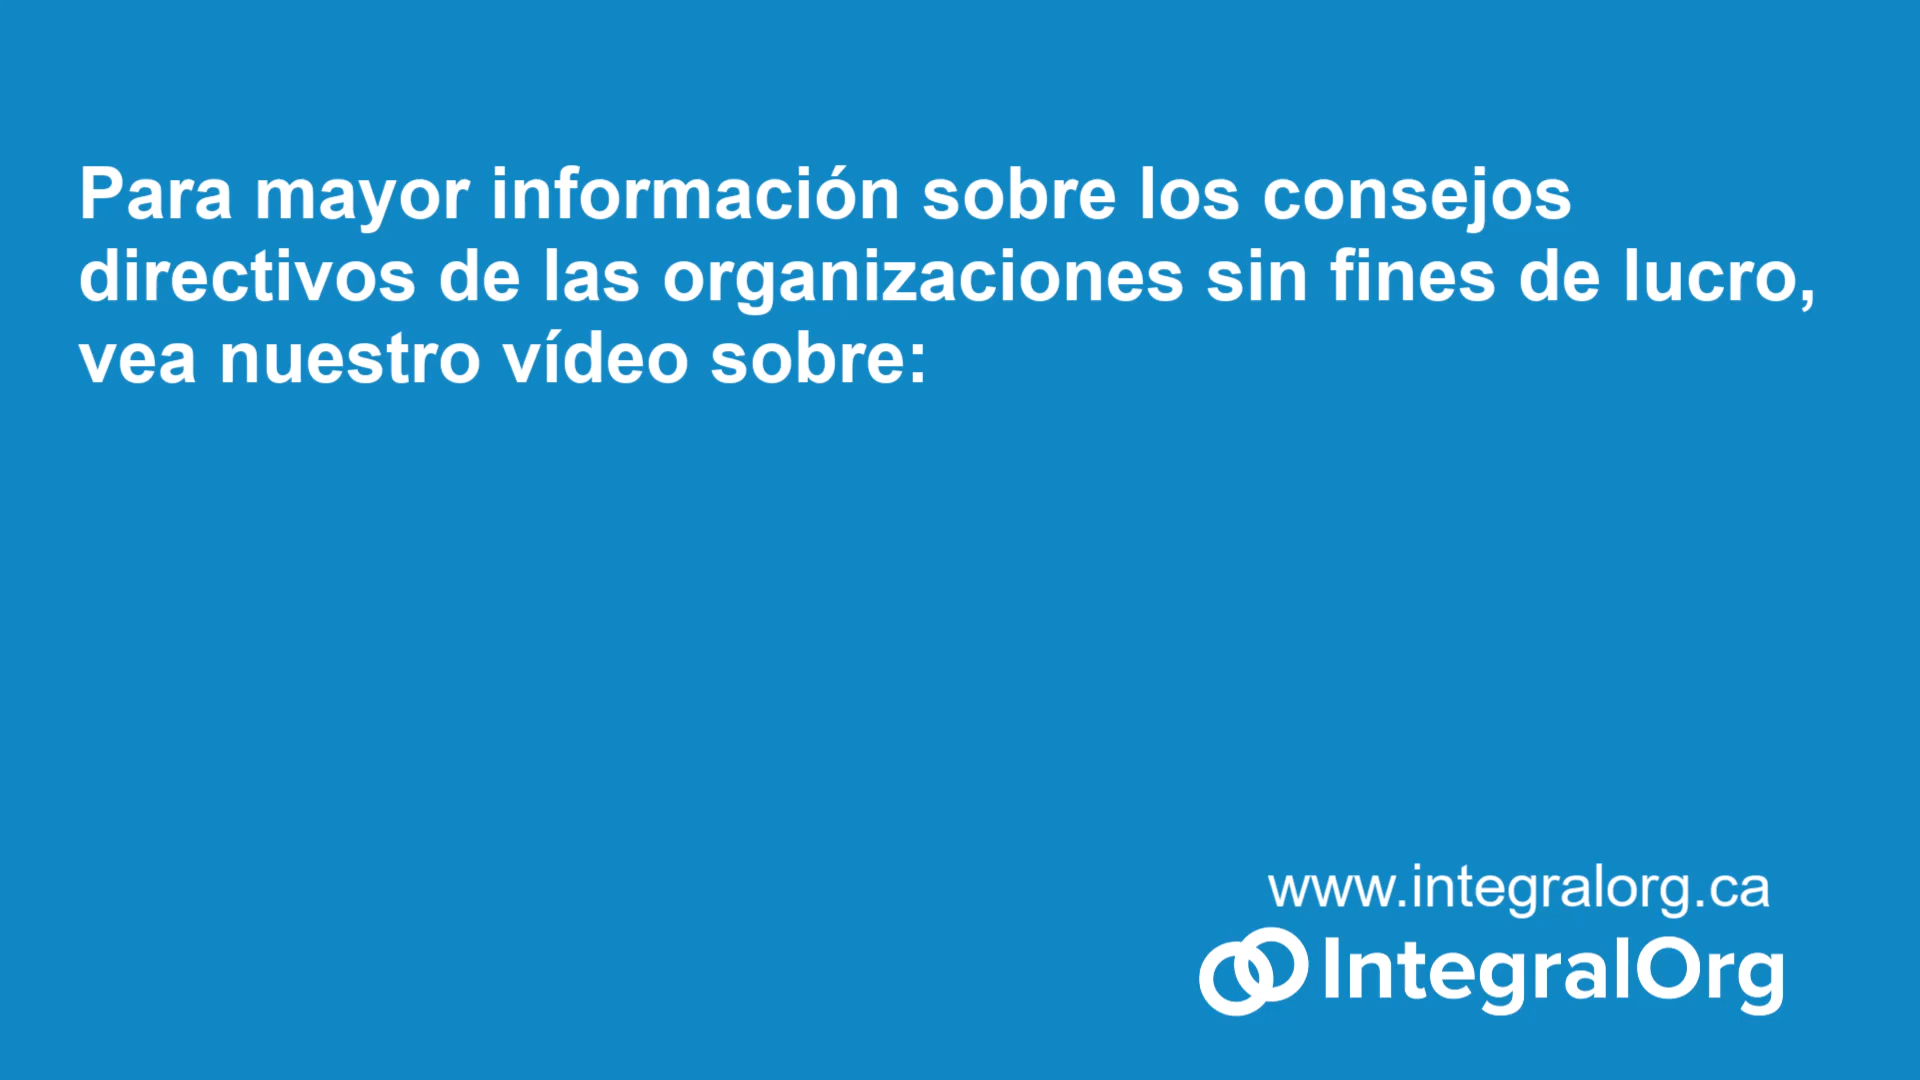 Para mayor información sobre los consejos
directivos de las organizaciones sin fines de lucro,
vea nuestro vídeo sobre:
www.integralorg.ca
IntegralOrg